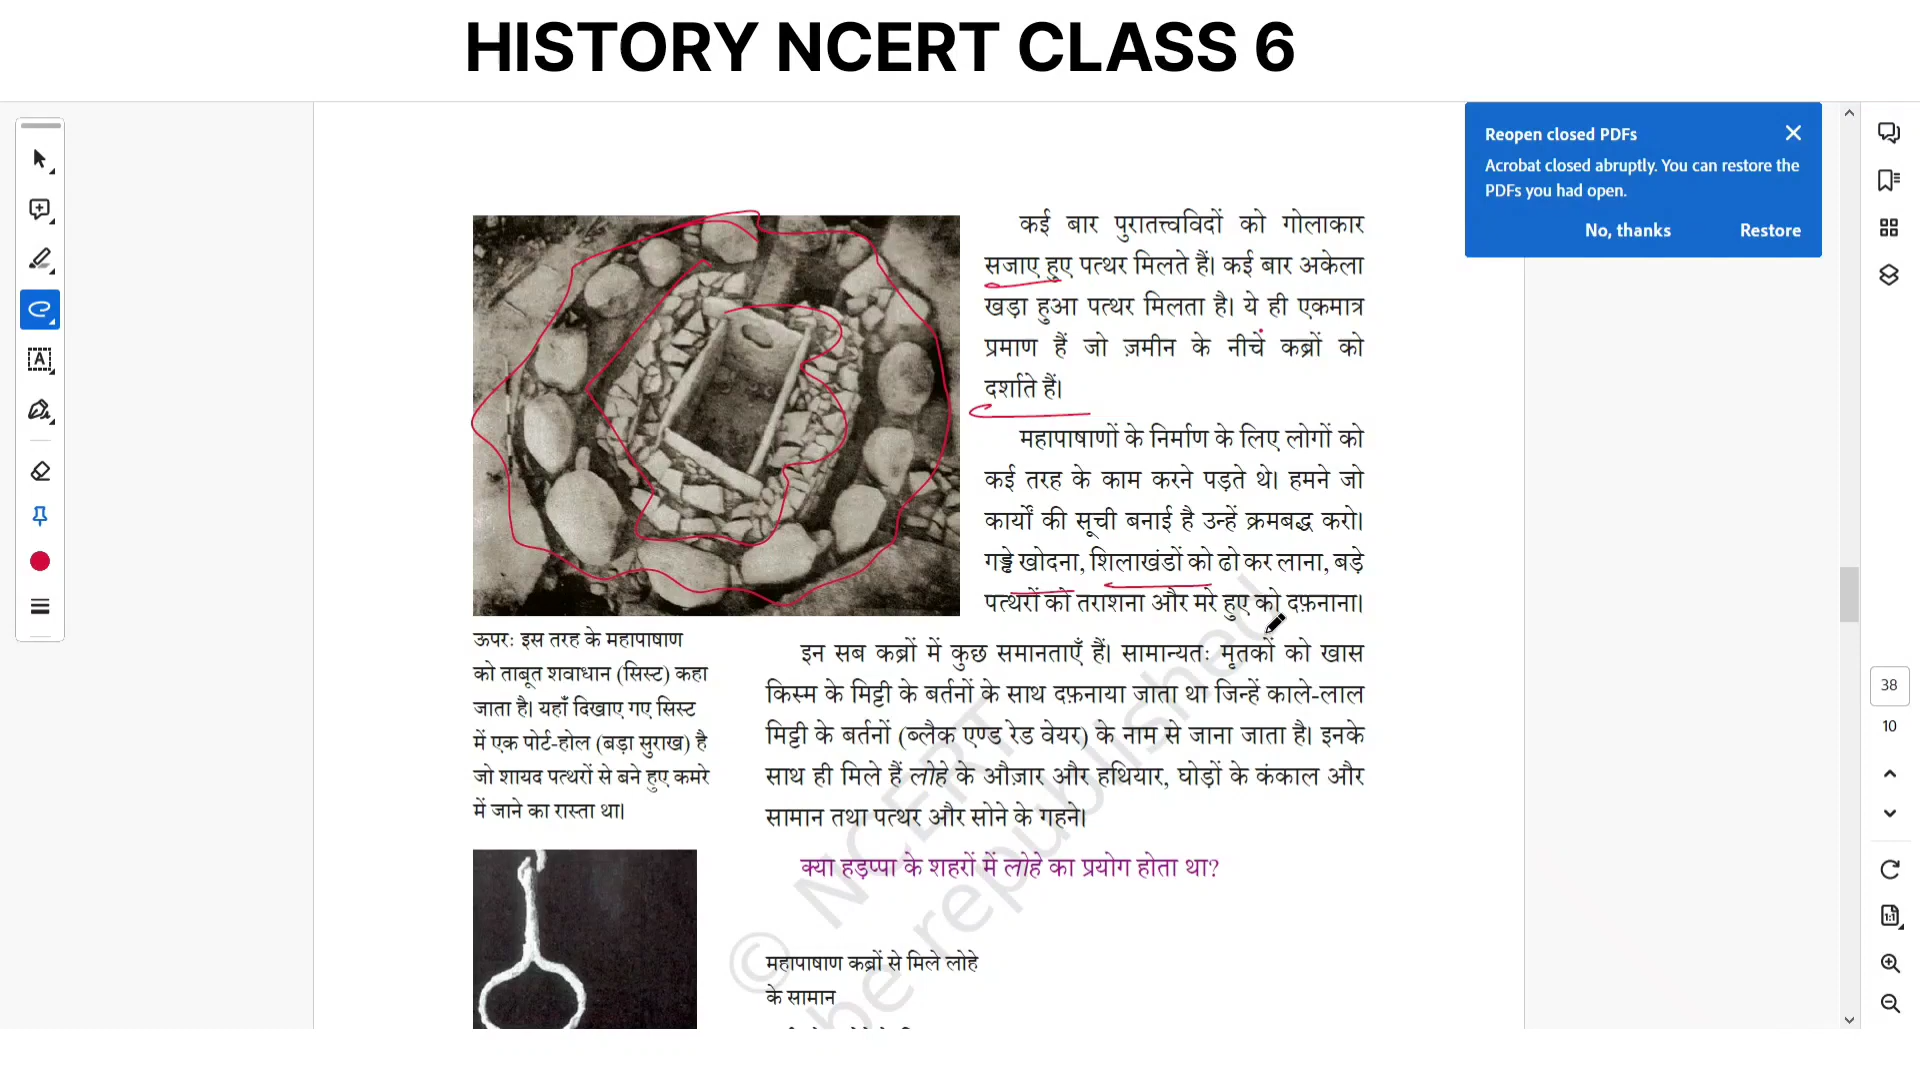 HISTORY NCERT CLASS 6
Reopen closed PDFs
Acrobat closed abruptly. You can restore the
PDFs you had open.
No, thanks
Restore
कई बार पुरातत्त्वविदों को गोलाकार
सजाए हुए पत्थर मिलते हैं। कई बार अकेला
खड़ा हुआ पत्थर मिलता है। ये ही एकमात्र
प्रमाण हैं जो ज़मीन के नीचे कब्रों को
दर्शाते हैं।
महापाषाणों के निर्माण के लिए लोगों को
कई तरह के काम करने पड़ते थे। हमने जो
कार्यों की सूची बनाई है उन्हें क्रमबद्ध करो।
गड्ढे खोदना, शिलाखंडों को ढो कर लाना, बड़े
पत्थरों को तराशना और मरे हुए को दफ़नाना।
इन सब कब्रों में कुछ समानताएँ हैं। सामान्यतः मृतकों को खास
किस्म के मिट्टी के बर्तनों के साथ दफ़नाया जाता था जिन्हें काले-लाल
मिट्टी के बर्तनों (ब्लैक एण्ड रेड वेयर) के नाम से जाना जाता है। इनके
साथ ही मिले हैं लोहे के औज़ार और हथियार, घोड़ों के कंकाल और
सामान तथा पत्थर और सोने के गहने।
क्या हड़प्पा के शहरों में लोहे का प्रयोग होता था?
ऊपरः इस तरह के महापाषाण
को ताबूत शवाधान (सिस्ट) कहा
जाता है। यहाँ दिखाए गए सिस्ट
में एक पोर्ट-होल (बड़ा सुराख) है
जो शायद पत्थरों से बने हुए कमरे
में जाने का रास्ता था।
महापाषाण कब्रों से मिले लोहे
के सामान
© NCERT
be republished
38
10